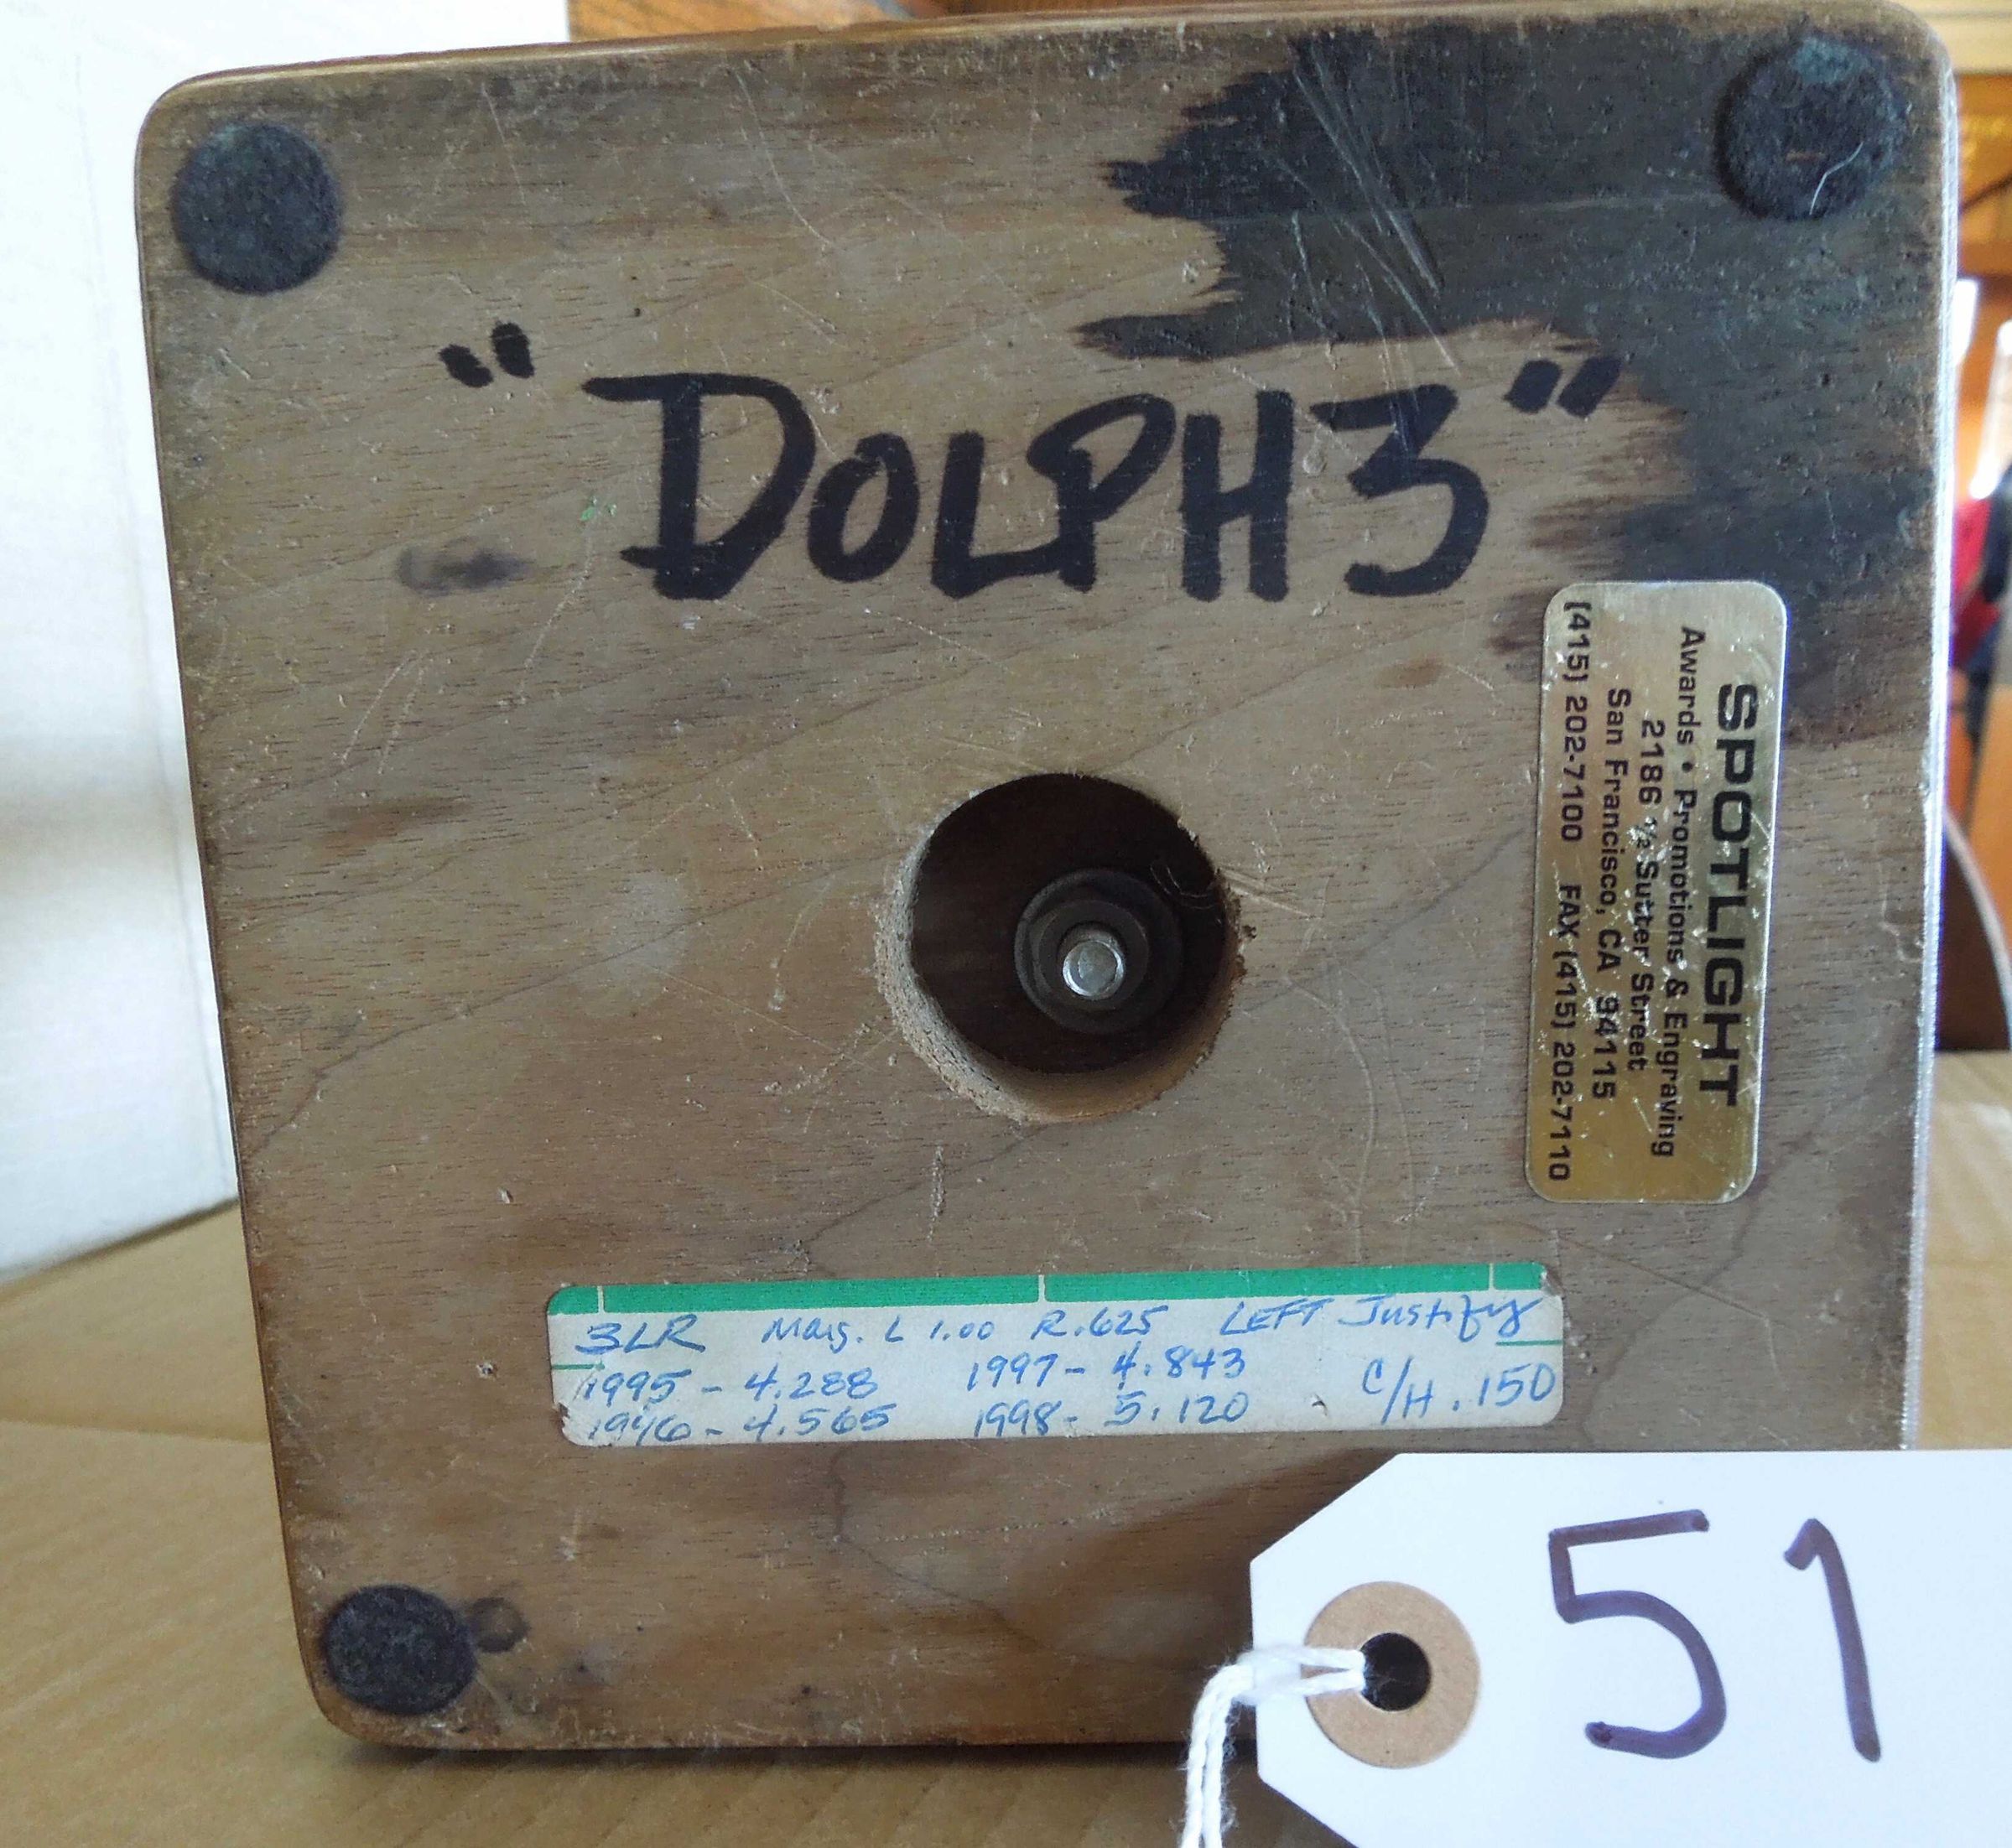 "DOLPH3"
SPOTLIGHT
Awards • Promotions & Engraving
2186 ½ Sutter Street
San Francisco, CA 94115
(415) 202-7100 FAX (415) 202-7110
3LR Marg. L 1.00 R.625 LEFT Justify
1995 - 4.288 1997 - 4.843 C/H .150
1996 - 4.565 1998 - 5.120
51